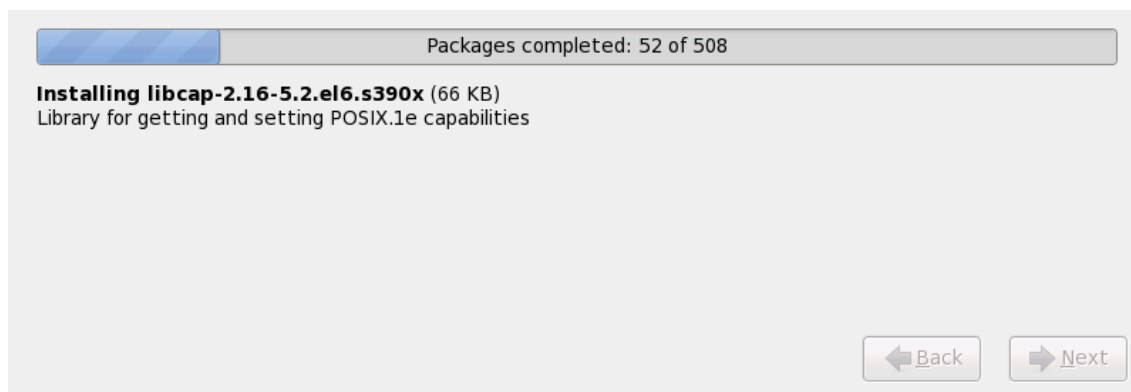 Packages completed: 52 of 508
Installing libcap-2.16-5.2.el6.s390x (66 KB)
Library for getting and setting POSIX.1e capabilities
Back Next